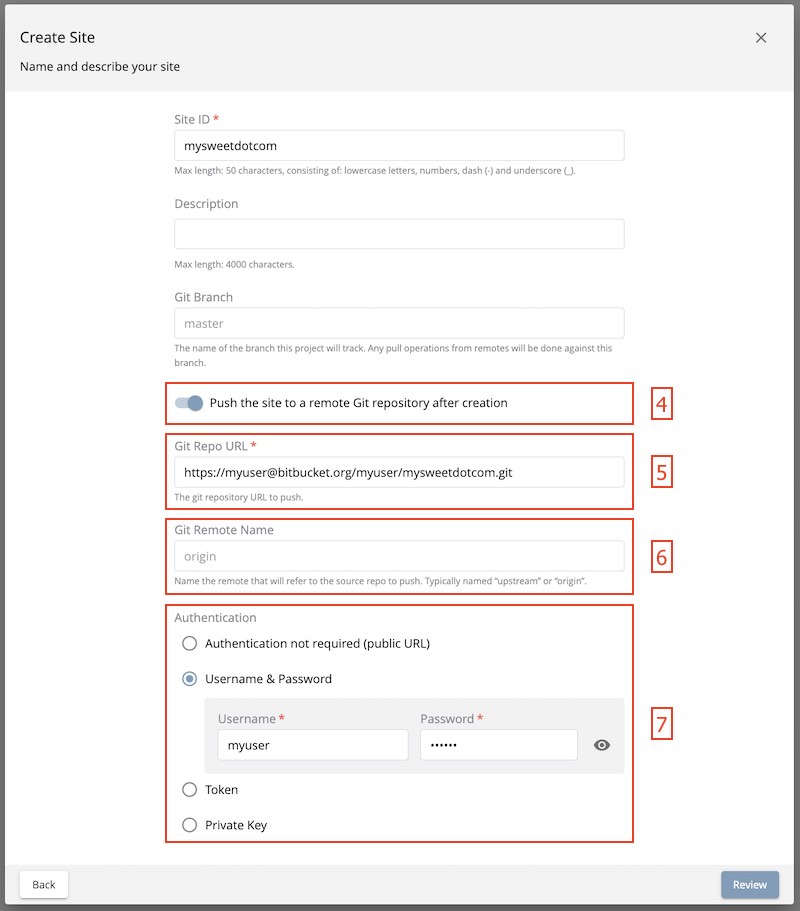 Create Site
Name and describe your site
Site ID *
mysweetdotcom
Max length: 50 characters, consisting of: lowercase letters, numbers, dash (-) and underscore (_).
Description
Max length: 4000 characters.
Git Branch
master
The name of the branch this project will track. Any pull operations from remotes will be done against this
branch.
Push the site to a remote Git repository after creation
4
Git Repo URL *
https://myuser@bitbucket.org/myuser/mysweetdotcom.git
5
The git repository URL to push.
Git Remote Name
origin
6
Name the remote that will refer to the source repo to push. Typically named “upstream” or “origin”.
Authentication
Authentication not required (public URL)
Username & Password
Username * Password *
7
myuser ••••••
Token
Private Key
Back Review